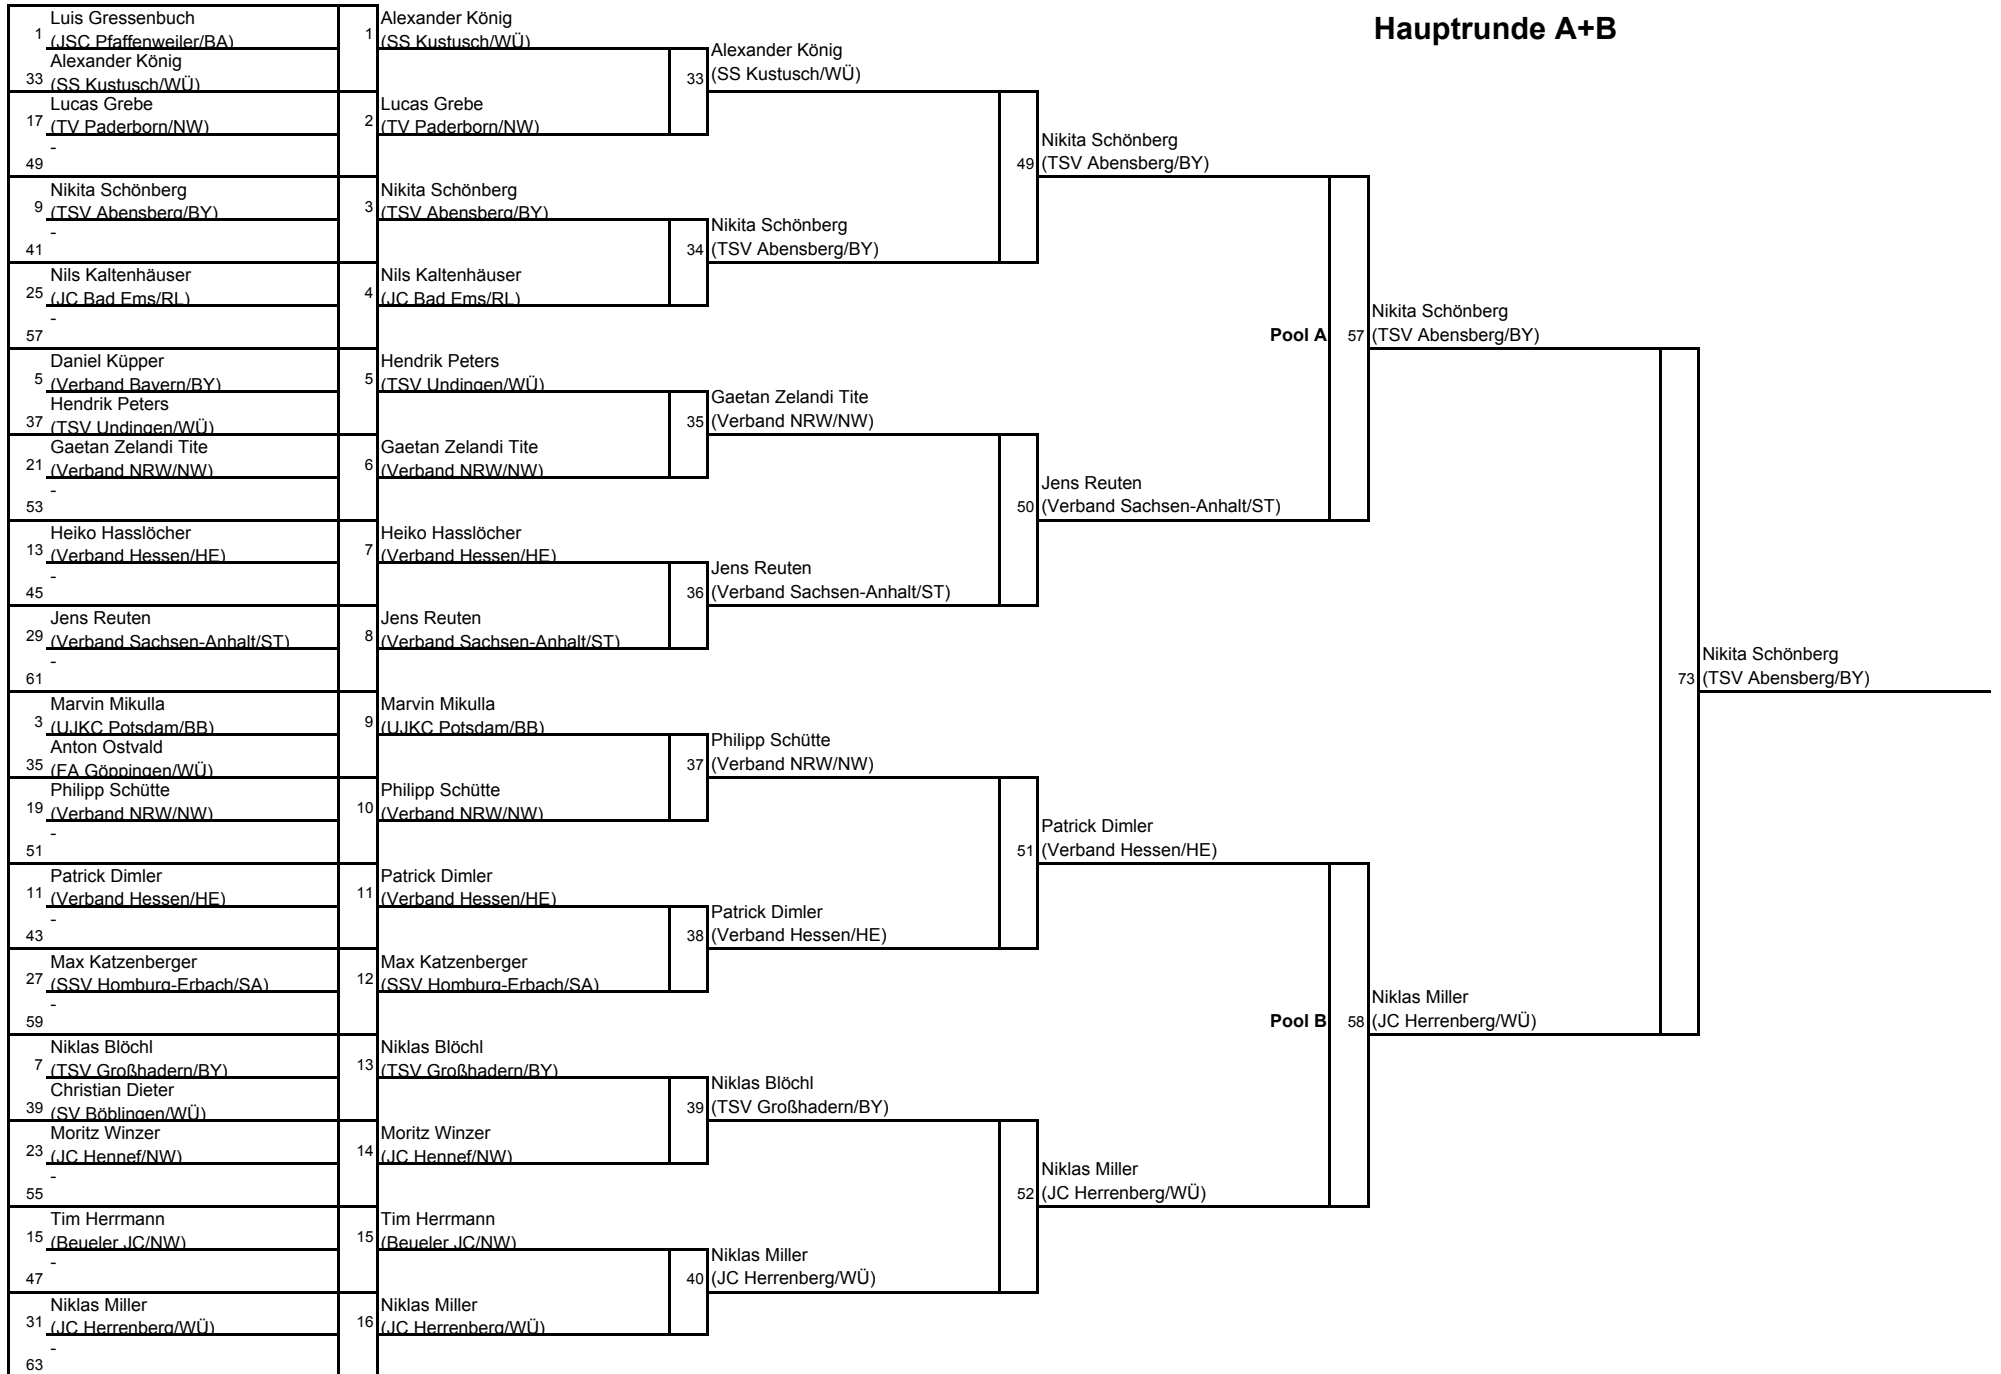 Hauptrunde A+B
1 Luis Gressenbuch
(JSC Pfaffenweiler/BA)
33 Alexander König
(SS Kustusch/WÜ)
17 Lucas Grebe
(TV Paderborn/NW)
49 -
9 Nikita Schönberg
(TSV Abensberg/BY)
41 -
25 Nils Kaltenhäuser
(JC Bad Ems/RL)
57 -
5 Daniel Küpper
(Verband Bayern/BY)
37 Hendrik Peters
(TSV Undingen/WÜ)
21 Gaetan Zelandi Tite
(Verband NRW/NW)
53 -
13 Heiko Hasslöcher
(Verband Hessen/HE)
45 -
29 Jens Reuten
(Verband Sachsen-Anhalt/ST)
61 -
3 Marvin Mikulla
(UJKC Potsdam/BB)
35 Anton Ostvald
(FA Göppingen/WÜ)
19 Philipp Schütte
(Verband NRW/NW)
51 -
11 Patrick Dimler
(Verband Hessen/HE)
43 -
27 Max Katzenberger
(SSV Homburg-Erbach/SA)
59 -
7 Niklas Blöchl
(TSV Großhadern/BY)
39 Christian Dieter
(SV Böblingen/WÜ)
23 Moritz Winzer
(JC Hennef/NW)
55 -
15 Tim Herrmann
(Beueler JC/NW)
47 -
31 Niklas Miller
(JC Herrenberg/WÜ)
63 -
1 Alexander König
(SS Kustusch/WÜ)
2 Lucas Grebe
(TV Paderborn/NW)
3 Nikita Schönberg
(TSV Abensberg/BY)
4 Nils Kaltenhäuser
(JC Bad Ems/RL)
5 Hendrik Peters
(TSV Undingen/WÜ)
6 Gaetan Zelandi Tite
(Verband NRW/NW)
7 Heiko Hasslöcher
(Verband Hessen/HE)
8 Jens Reuten
(Verband Sachsen-Anhalt/ST)
9 Marvin Mikulla
(UJKC Potsdam/BB)
10 Philipp Schütte
(Verband NRW/NW)
11 Patrick Dimler
(Verband Hessen/HE)
12 Max Katzenberger
(SSV Homburg-Erbach/SA)
13 Niklas Blöchl
(TSV Großhadern/BY)
14 Moritz Winzer
(JC Hennef/NW)
15 Tim Herrmann
(Beueler JC/NW)
16 Niklas Miller
(JC Herrenberg/WÜ)
33 Alexander König
(SS Kustusch/WÜ)
34 Nikita Schönberg
(TSV Abensberg/BY)
35 Gaetan Zelandi Tite
(Verband NRW/NW)
36 Jens Reuten
(Verband Sachsen-Anhalt/ST)
37 Philipp Schütte
(Verband NRW/NW)
38 Patrick Dimler
(Verband Hessen/HE)
39 Niklas Blöchl
(TSV Großhadern/BY)
40 Niklas Miller
(JC Herrenberg/WÜ)
49 Nikita Schönberg
(TSV Abensberg/BY)
50 Jens Reuten
(Verband Sachsen-Anhalt/ST)
51 Patrick Dimler
(Verband Hessen/HE)
52 Niklas Miller
(JC Herrenberg/WÜ)
Pool A 57 Nikita Schönberg
(TSV Abensberg/BY)
Pool B 58 Niklas Miller
(JC Herrenberg/WÜ)
73 Nikita Schönberg
(TSV Abensberg/BY)